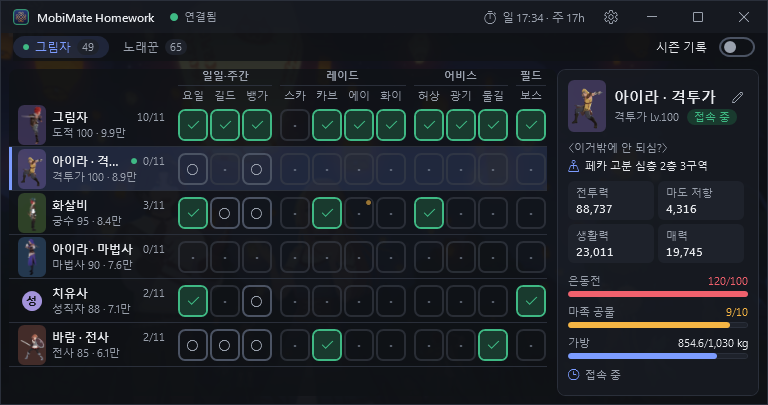 MobiMate Homework 연결됨 일 17:34 · 주 17h
그림자 49 노래꾼 65 시즌 기록
일일·주간 레이드 어비스 필드
요일 길드 뱅가 스카 카브 에이 화이 허상 광기 물길 보스
그림자 10/11
도적 100 · 9.9만
아이라 · 격... 0/11
격투가 100 · 8.9만
화살비 3/11
궁수 95 · 8.4만
아이라 · 마법사 0/11
마법사 90 · 7.6만
성 치유사 2/11
성직자 88 · 7.1만
바람 · 전사 2/11
전사 85 · 6.1만
아이라 · 격투가
격투가 Lv.100 접속 중
<이거밖에 안 되심?>
페카 고분 심층 2층 3구역
전투력 마도 저항
88,737 4,316
생활력 매력
23,011 19,745
은동전 120/100
마족 공물 9/10
가방 854.6/1,030 kg
접속 중